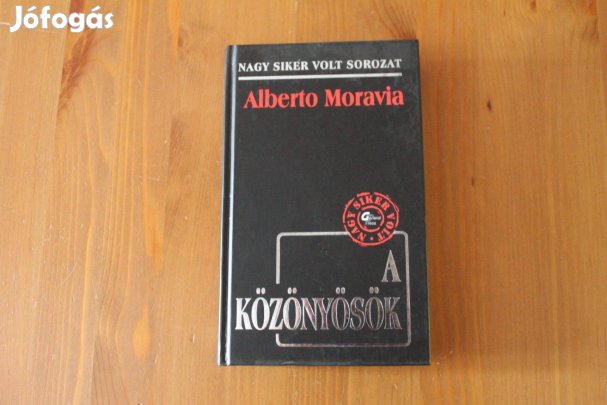 Jófogás
NAGY SIKER VOLT SOROZAT
Alberto Moravia
NAGY SIKER VOLT
A
KÖZÖNYÖSÖK